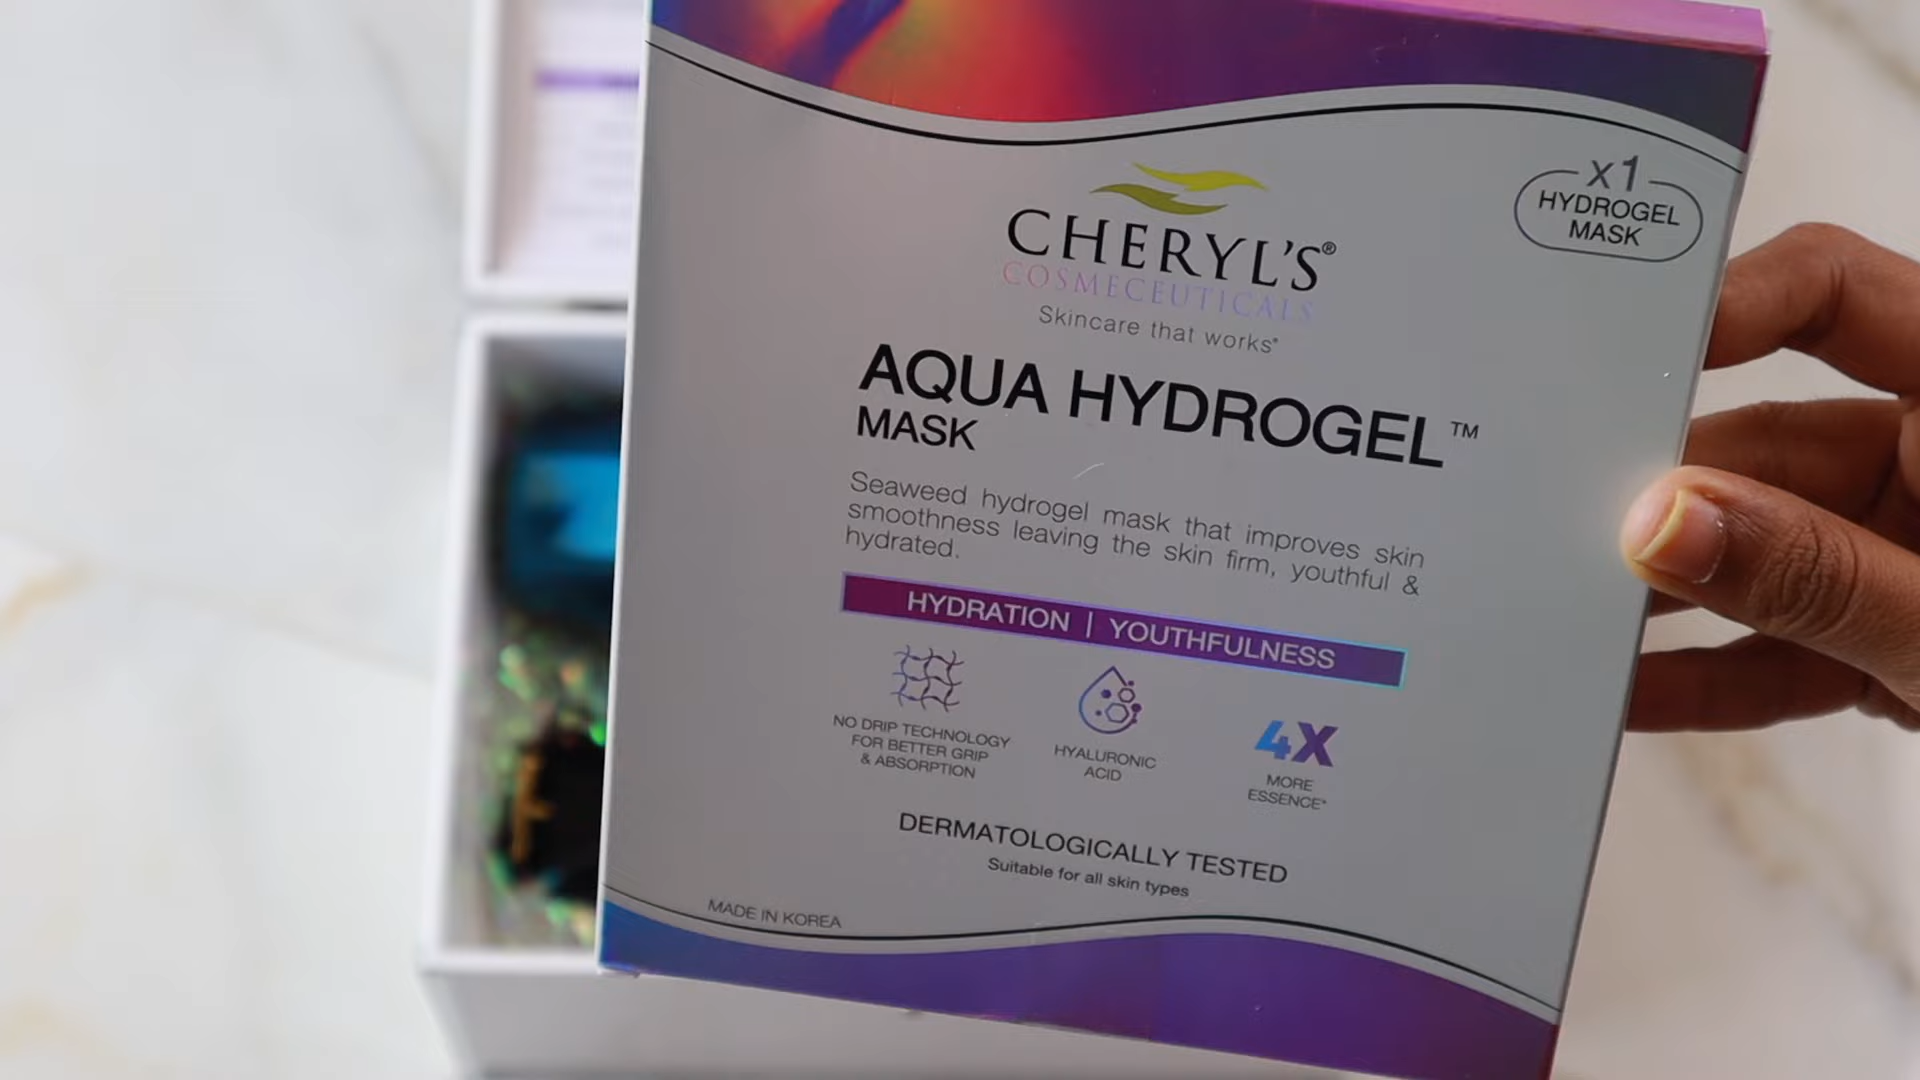 x1
HYDROGEL
MASK
CHERYL'S®
COSMECEUTICALS
Skincare that works*
AQUA HYDROGEL™
MASK
Seaweed hydrogel mask that improves skin
smoothness leaving the skin firm, youthful &
hydrated.
HYDRATION | YOUTHFULNESS
NO DRIP TECHNOLOGY
FOR BETTER GRIP
& ABSORPTION
HYALURONIC
ACID
4X
MORE
ESSENCE*
DERMATOLOGICALLY TESTED
Suitable for all skin types
MADE IN KOREA